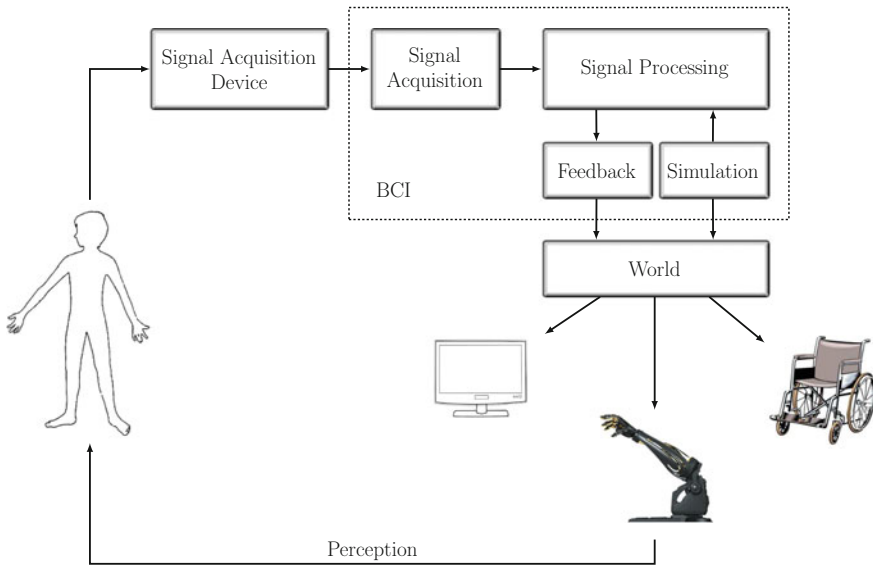 Signal Acquisition
Device
Signal
Acquisition
Signal Processing
Feedback
Simulation
BCI
World
Perception